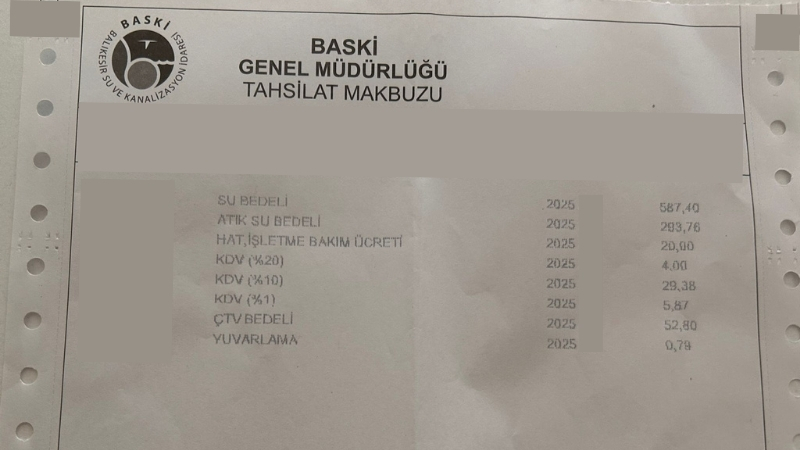 BASKİ
BALIKESİR SU VE KANALİZASYON İDARESİ
BASKİ
GENEL MÜDÜRLÜĞÜ
TAHSİLAT MAKBUZU
SU BEDELİ 2025 587,40
ATIK SU BEDELİ 2025 293,76
HAT,İŞLETME BAKIM ÜCRETİ 2025 20,00
KDV (%20) 2025 4,00
KDV (%10) 2025 29,38
KDV (%1) 2025 5,87
ÇTV BEDELİ 2025 52,80
YUVARLAMA 2025 0,79